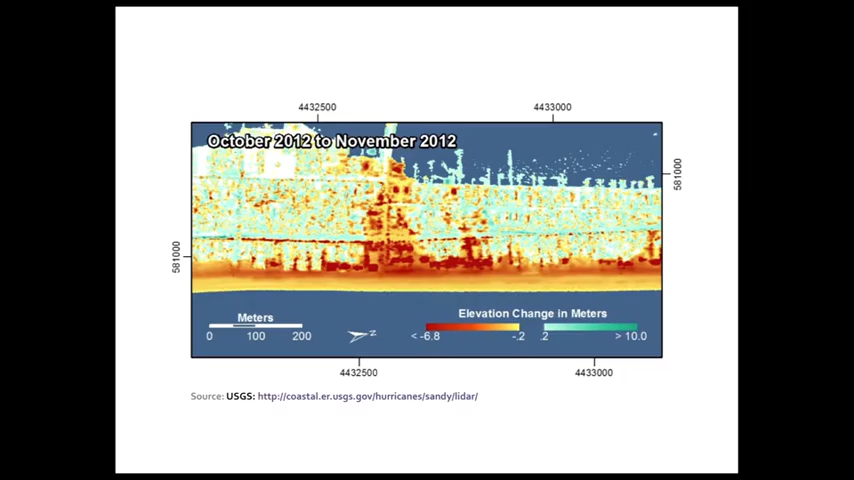 4432500 4433000
October 2012 to November 2012
581000
581000
Meters
0 100 200
N
Elevation Change in Meters
< -6.8 -.2 .2 > 10.0
4432500 4433000
Source: USGS: http://coastal.er.usgs.gov/hurricanes/sandy/lidar/